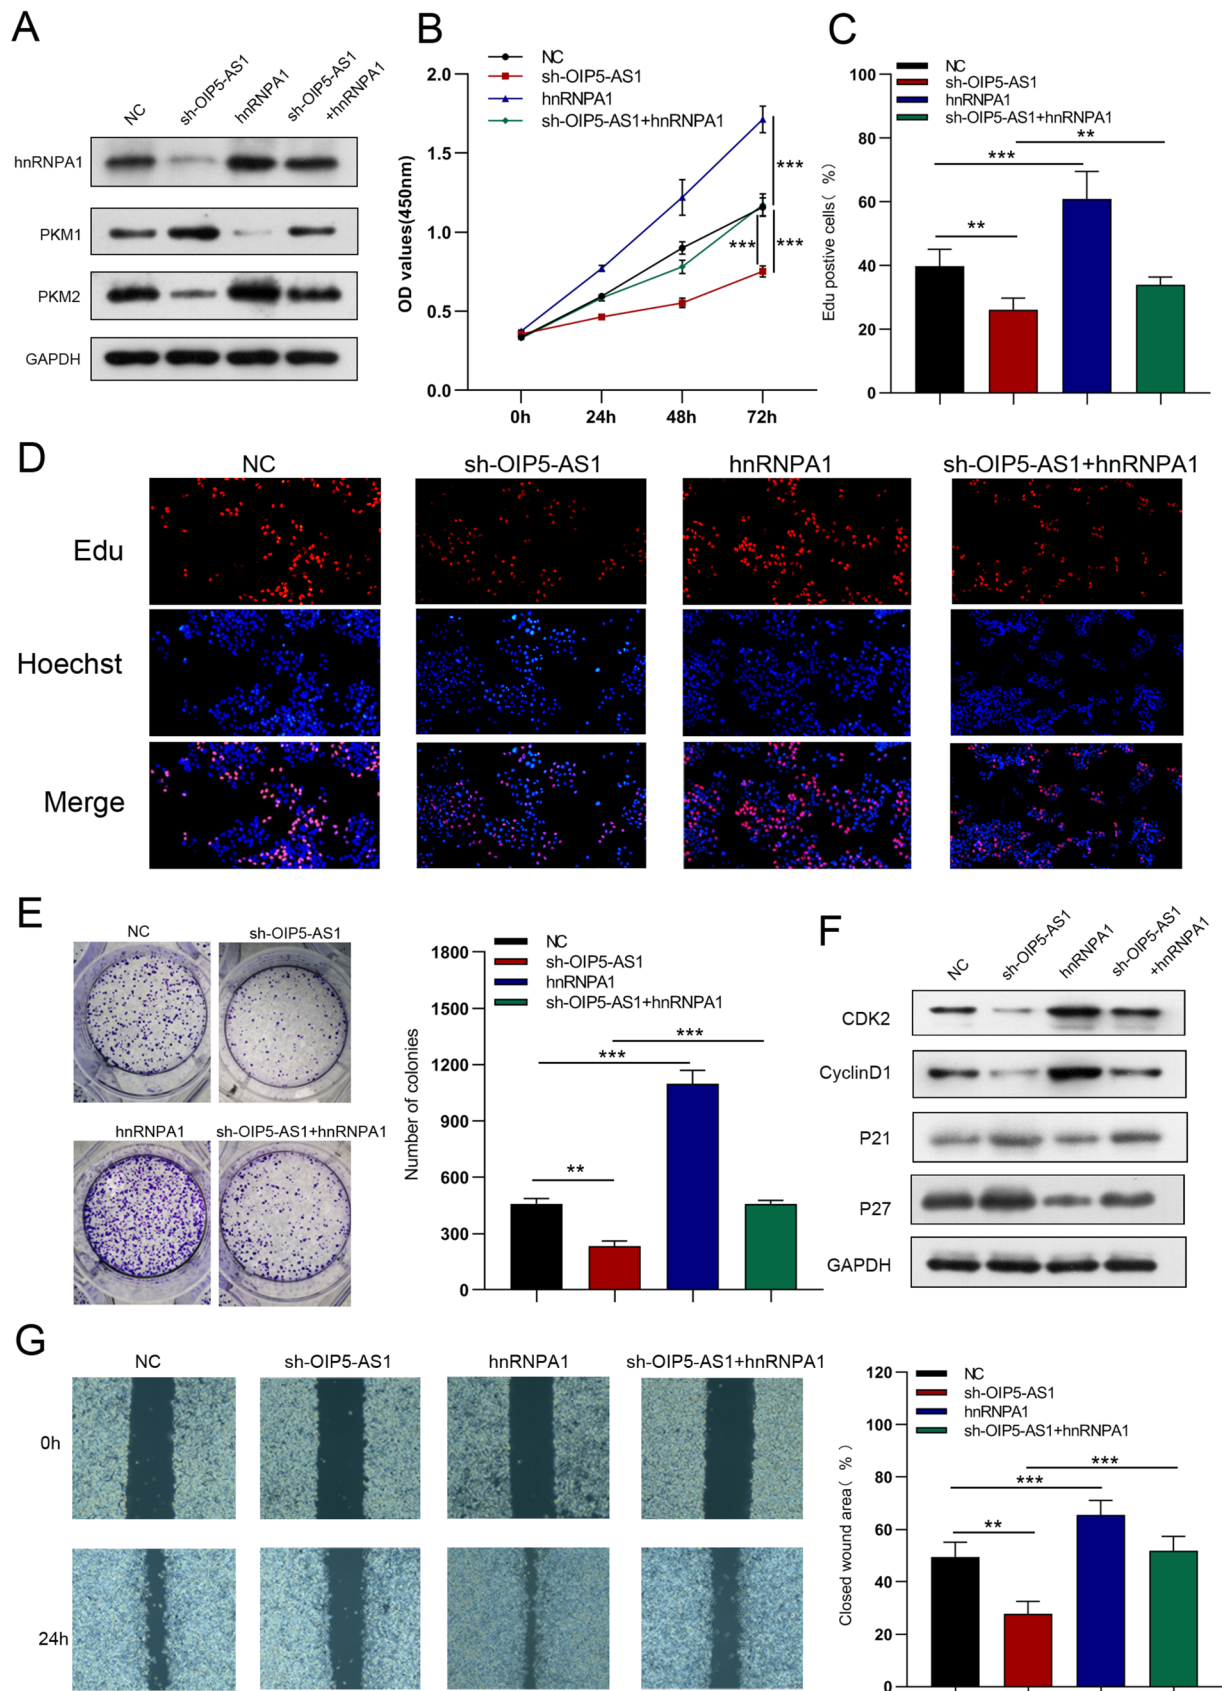 A
NC
sh-OIP5-AS1
hnRNPA1
sh-OIP5-AS1
+hnRNPA1
hnRNPA1
PKM1
PKM2
GAPDH
B
NC
sh-OIP5-AS1
hnRNPA1
sh-OIP5-AS1+hnRNPA1
OD values(450nm)
2.0
1.5
1.0
0.5
0.0
0h
24h
48h
72h
***
***
***
C
NC
sh-OIP5-AS1
hnRNPA1
sh-OIP5-AS1+hnRNPA1
Edu postive cells( %)
100
80
60
40
20
0
**
***
**
D
NC
sh-OIP5-AS1
hnRNPA1
sh-OIP5-AS1+hnRNPA1
Edu
Hoechst
Merge
E
NC
sh-OIP5-AS1
hnRNPA1
sh-OIP5-AS1+hnRNPA1
NC
sh-OIP5-AS1
hnRNPA1
sh-OIP5-AS1+hnRNPA1
Number of colonies
1800
1500
1200
900
600
300
0
***
***
**
F
NC
sh-OIP5-AS1
hnRNPA1
sh-OIP5-AS1
+hnRNPA1
CDK2
CyclinD1
P21
P27
GAPDH
G
NC
sh-OIP5-AS1
hnRNPA1
sh-OIP5-AS1+hnRNPA1
0h
24h
NC
sh-OIP5-AS1
hnRNPA1
sh-OIP5-AS1+hnRNPA1
Closed wound area( %)
120
100
80
60
40
20
0
***
***
**